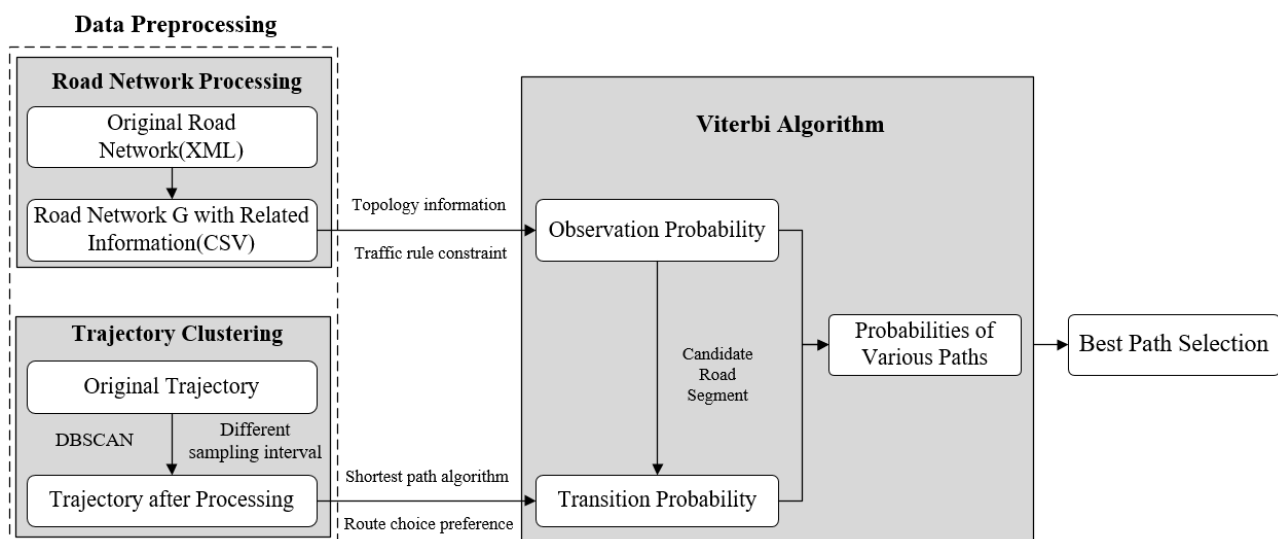 Data Preprocessing
Road Network Processing
Original Road
Network(XML)
Road Network G with Related
Information(CSV)
Topology information
Traffic rule constraint
Trajectory Clustering
Original Trajectory
DBSCAN
Different
sampling interval
Trajectory after Processing
Shortest path algorithm
Route choice preference
Viterbi Algorithm
Observation Probability
Candidate
Road
Segment
Transition Probability
Probabilities of
Various Paths
Best Path Selection